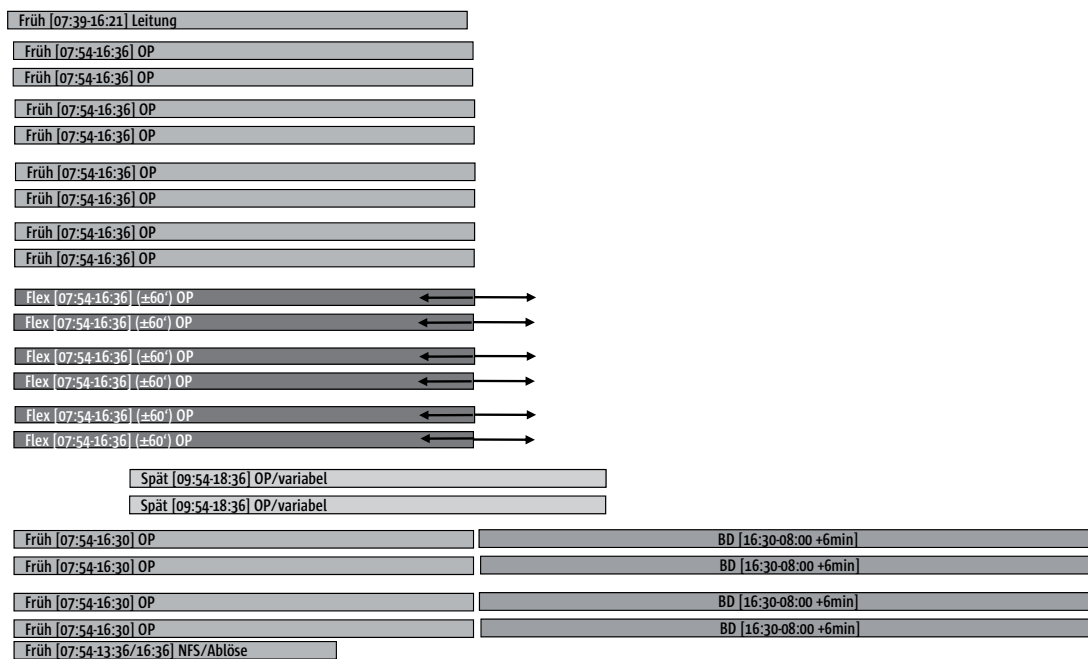 Früh [07:39-16:21] Leitung
Früh [07:54-16:36] OP
Früh [07:54-16:36] OP
Früh [07:54-16:36] OP
Früh [07:54-16:36] OP
Früh [07:54-16:36] OP
Früh [07:54-16:36] OP
Früh [07:54-16:36] OP
Früh [07:54-16:36] OP
Flex [07:54-16:36] (±60‘) OP
Flex [07:54-16:36] (±60‘) OP
Flex [07:54-16:36] (±60‘) OP
Flex [07:54-16:36] (±60‘) OP
Flex [07:54-16:36] (±60‘) OP
Flex [07:54-16:36] (±60‘) OP
Spät [09:54-18:36] OP/variabel
Spät [09:54-18:36] OP/variabel
Früh [07:54-16:30] OP BD [16:30-08:00 +6min]
Früh [07:54-16:30] OP BD [16:30-08:00 +6min]
Früh [07:54-16:30] OP BD [16:30-08:00 +6min]
Früh [07:54-16:30] OP BD [16:30-08:00 +6min]
Früh [07:54-13:36/16:36] NFS/Ablöse